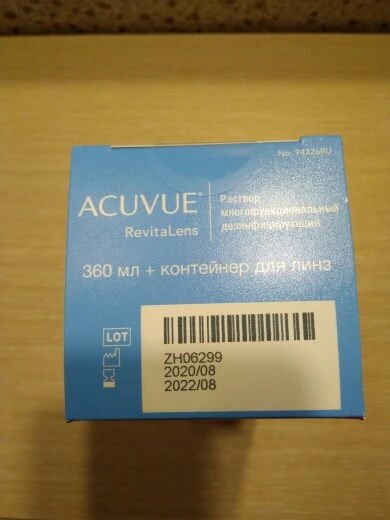 No. 94326RU
ACUVUE®
RevitaLens
Раствор
многофункциональный
дезинфицирующий
360 мл + контейнер для линз
LOT
ZH06299
2020/08
2022/08